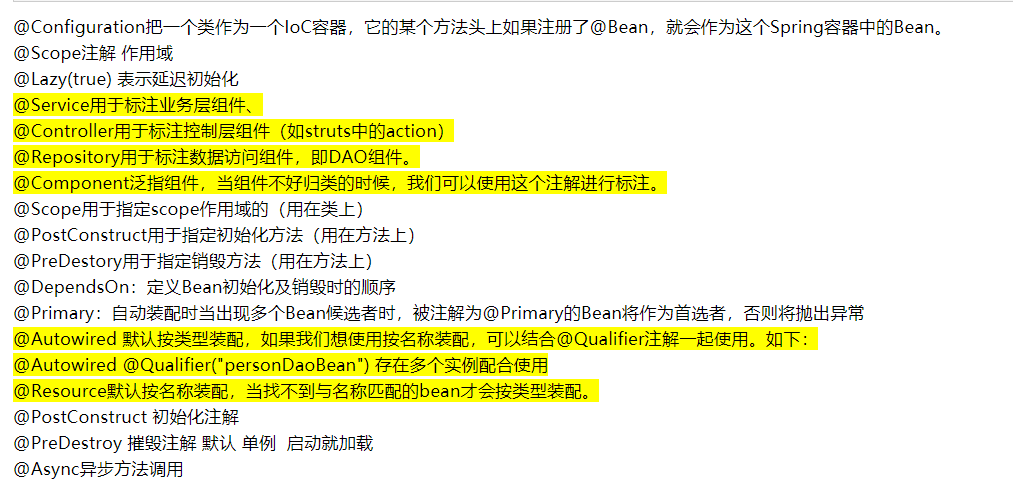 @Configuration把一个类作为一个IoC容器，它的某个方法头上如果注册了@Bean，就会作为这个Spring容器中的Bean。
@Scope注解 作用域
@Lazy(true) 表示延迟初始化
@Service用于标注业务层组件、
@Controller用于标注控制层组件（如struts中的action）
@Repository用于标注数据访问组件，即DAO组件。
@Component泛指组件，当组件不好归类的时候，我们可以使用这个注解进行标注。
@Scope用于指定scope作用域的（用在类上）
@PostConstruct用于指定初始化方法（用在方法上）
@PreDestory用于指定销毁方法（用在方法上）
@DependsOn：定义Bean初始化及销毁时的顺序
@Primary：自动装配时当出现多个Bean候选者时，被注解为@Primary的Bean将作为首选者，否则将抛出异常
@Autowired 默认按类型装配，如果我们想使用按名称装配，可以结合@Qualifier注解一起使用。如下：
@Autowired @Qualifier("personDaoBean") 存在多个实例配合使用
@Resource默认按名称装配，当找不到与名称匹配的bean才会按类型装配。
@PostConstruct 初始化注解
@PreDestroy 摧毁注解 默认 单例  启动就加载
@Async异步方法调用